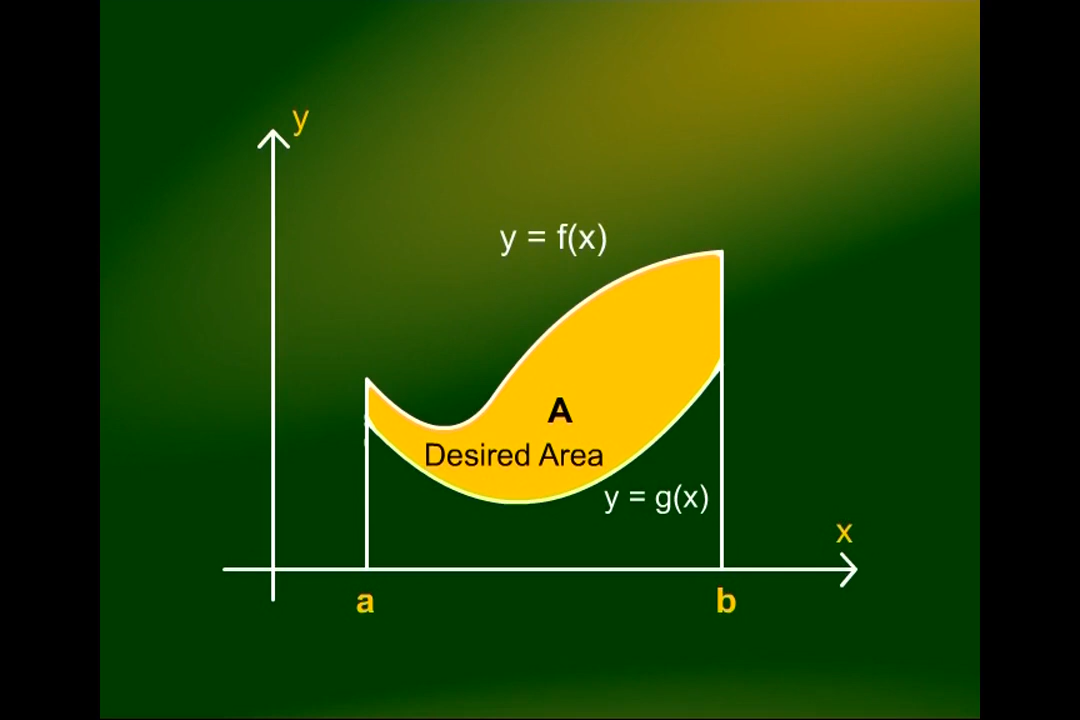 y
y = f(x)
A
Desired Area
y = g(x)
x
a
b